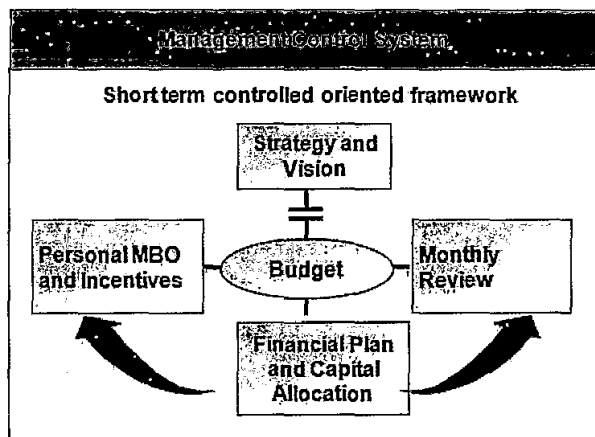 Management Control System
Short term controlled oriented framework
Strategy and
Vision
Personal MBO
and Incentives
Budget
Monthly
Review
Financial Plan
and Capital
Allocation